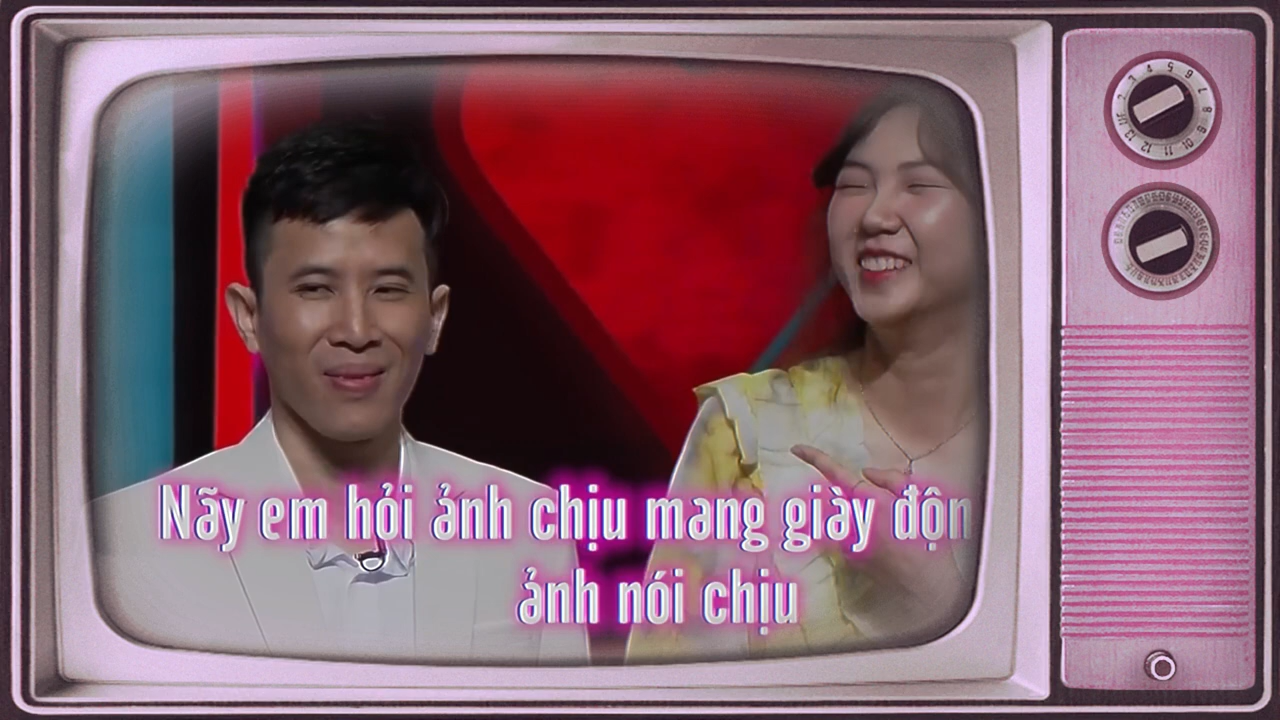 Nãy em hỏi ảnh chịu mang giày độn
ảnh nói chịu